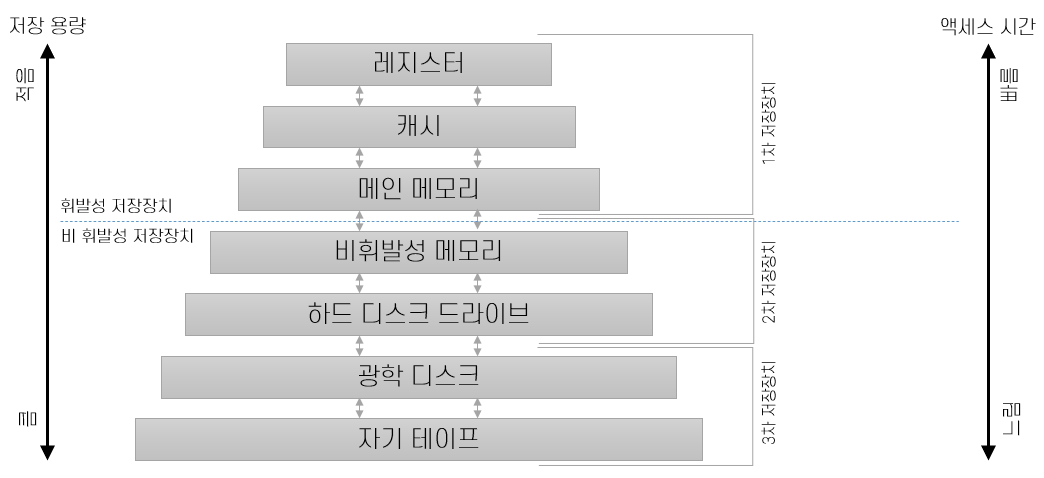 저장 용량
액세스 시간
적음
빠름
레지스터
캐시
메인 메모리
1차 저장장치
휘발성 저장장치
비 휘발성 저장장치
비휘발성 메모리
하드 디스크 드라이브
2차 저장장치
광학 디스크
자기 테이프
3차 저장장치
큼
느림